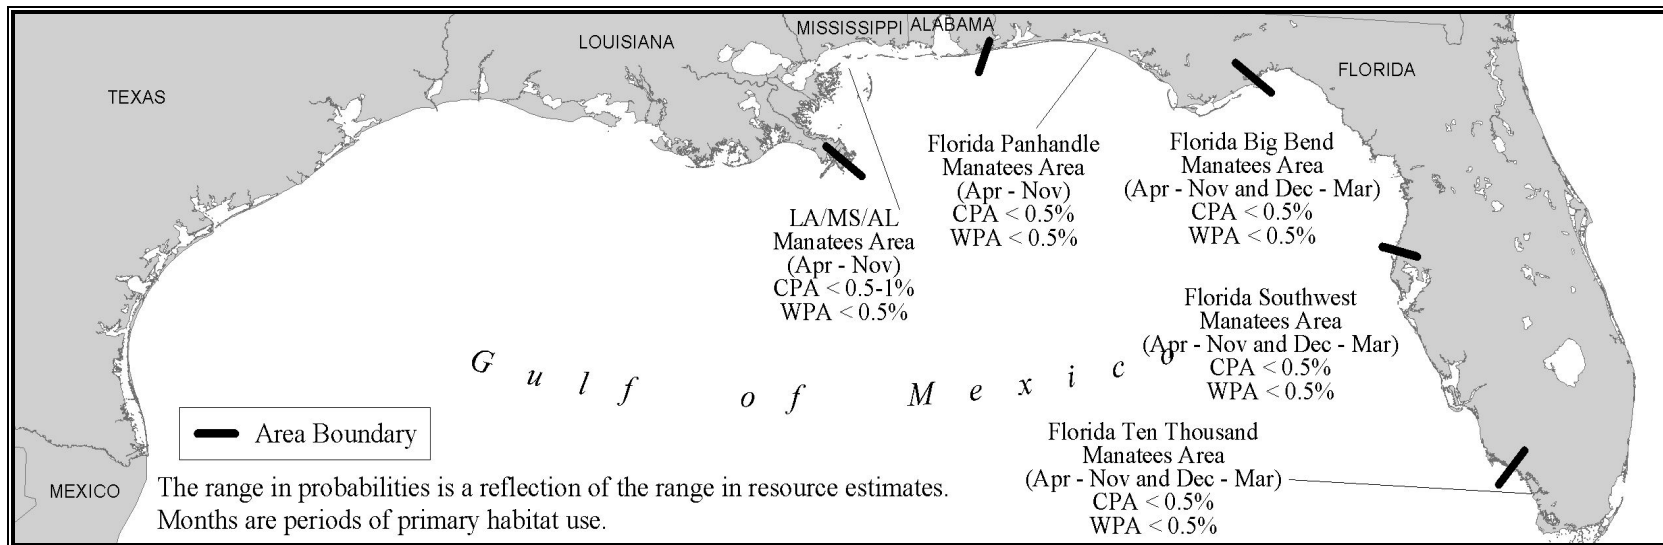 MISSISSIPPI
ALABAMA
LOUISIANA
TEXAS
FLORIDA
Florida Panhandle
Manatees Area
(Apr - Nov)
CPA < 0.5%
WPA < 0.5%
Florida Big Bend
Manatees Area
(Apr - Nov and Dec - Mar)
CPA < 0.5%
WPA < 0.5%
LA/MS/AL
Manatees Area
(Apr - Nov)
CPA < 0.5-1%
WPA < 0.5%
Florida Southwest
Manatees Area
(Apr - Nov and Dec - Mar)
CPA < 0.5%
WPA < 0.5%
Gulf of Mexico
Area Boundary
Florida Ten Thousand
Manatees Area
(Apr - Nov and Dec - Mar)
CPA < 0.5%
WPA < 0.5%
MEXICO
The range in probabilities is a reflection of the range in resource estimates.
Months are periods of primary habitat use.